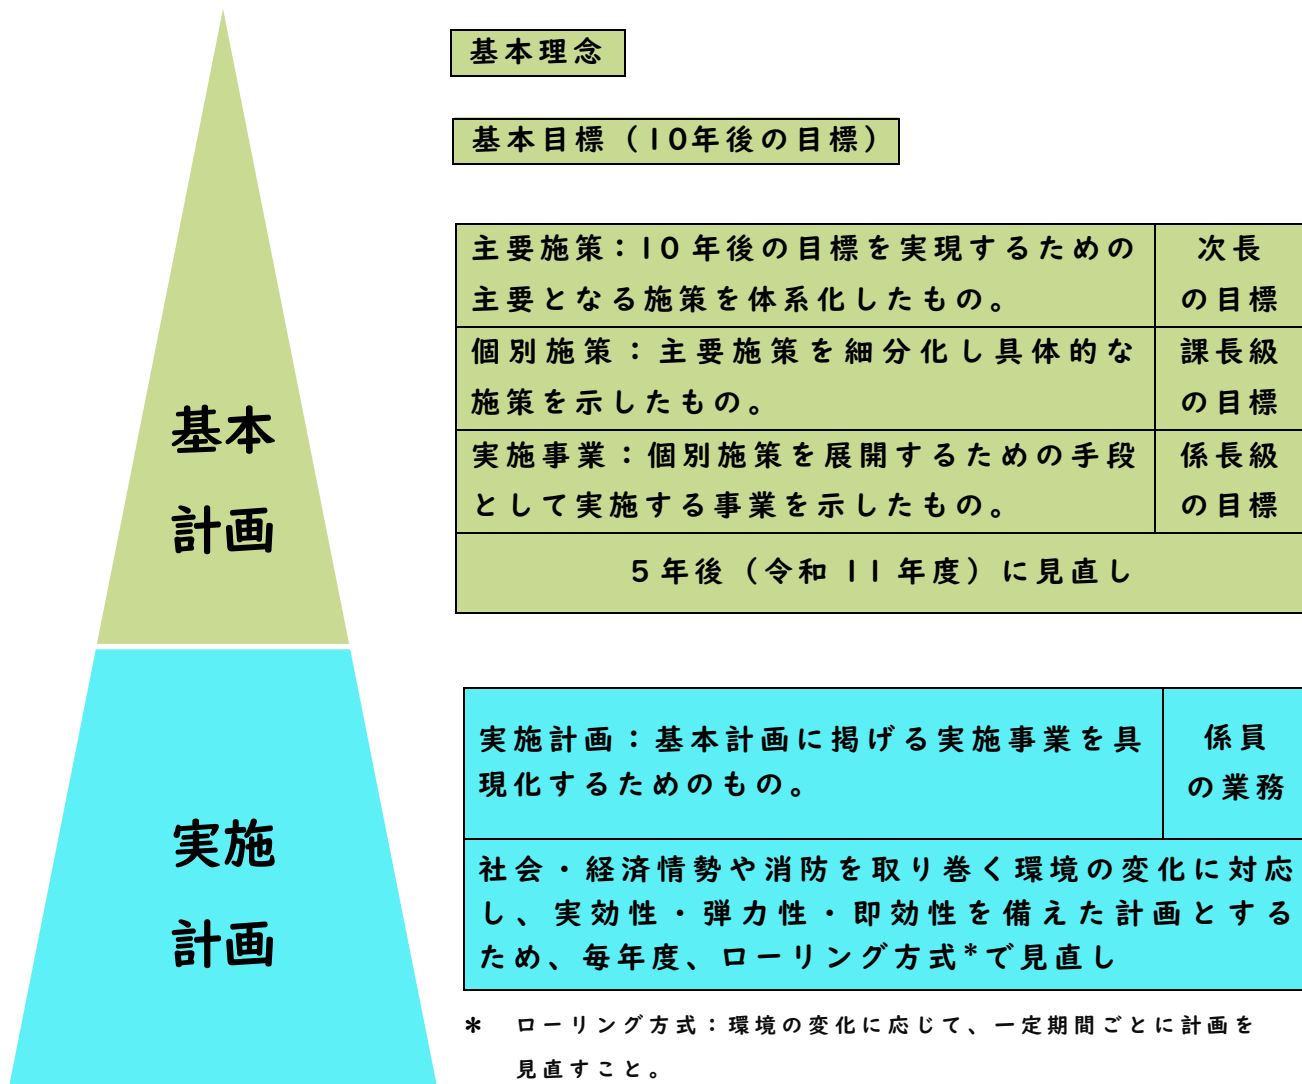 基本理念
基本目標（10年後の目標）
主要施策：10年後の目標を実現するための
主要となる施策を体系化したもの。
次長
の目標
個別施策：主要施策を細分化し具体的な
施策を示したもの。
課長級
の目標
実施事業：個別施策を展開するための手段
として実施する事業を示したもの。
係長級
の目標
5年後（令和11年度）に見直し
基本
計画
実施計画：基本計画に掲げる実施事業を具
現化するためのもの。
係員
の業務
社会・経済情勢や消防を取り巻く環境の変化に対応
し、実効性・弾力性・即効性を備えた計画とする
ため、毎年度、ローリング方式*で見直し
実施
計画
* ローリング方式：環境の変化に応じて、一定期間ごとに計画を
見直すこと。